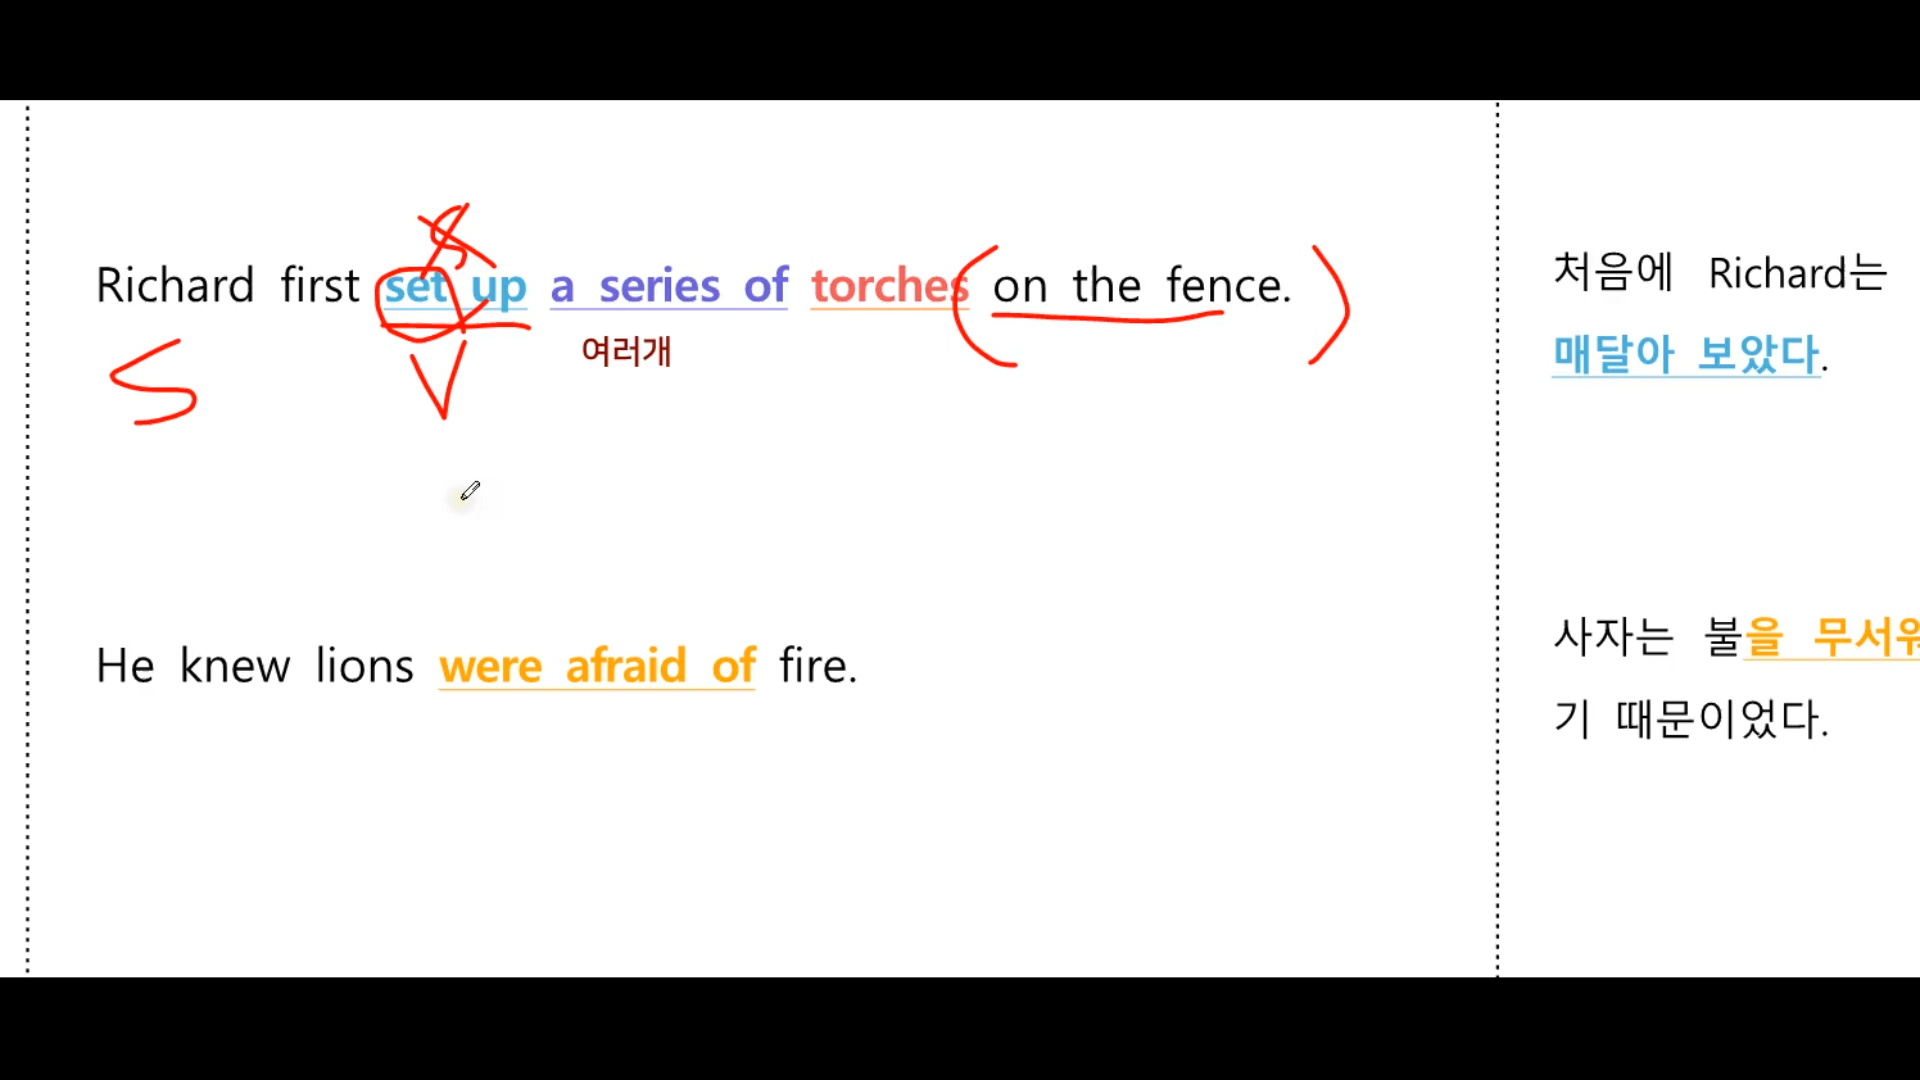 Richard first set up a series of torches on the fence.
여러개
S
V
He knew lions were afraid of fire.
처음에 Richard는
매달아 보았다.
사자는 불을 무서워
기 때문이었다.